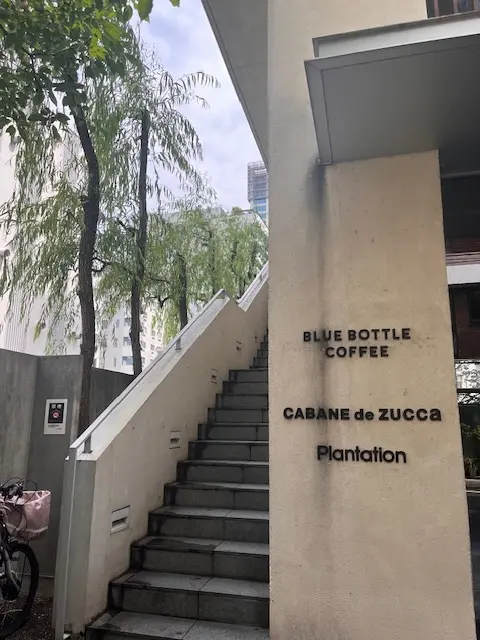 BLUE BOTTLE
COFFEE
CABANE de ZUCCa
Plantation